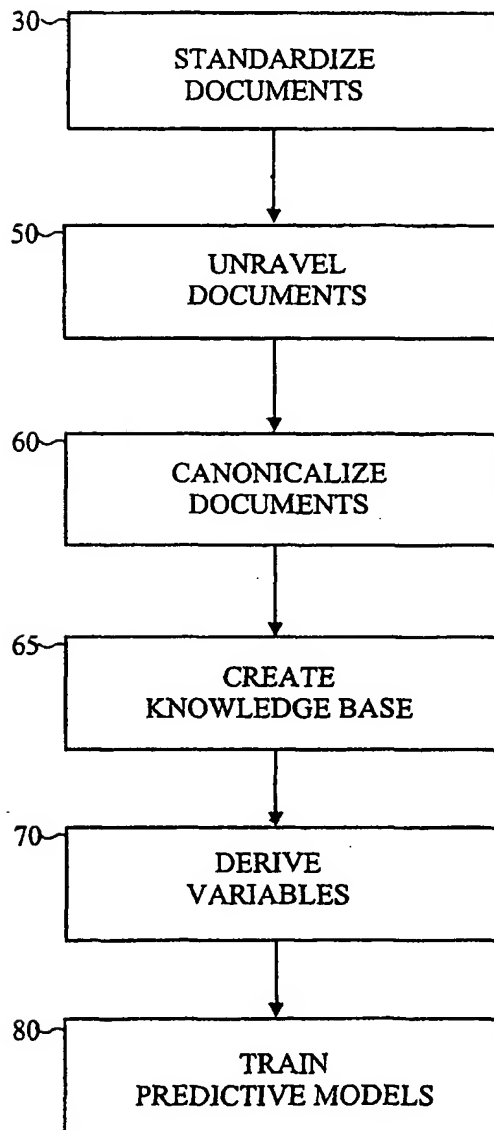 30
STANDARDIZE
DOCUMENTS
50
UNRAVEL
DOCUMENTS
60
CANONICALIZE
DOCUMENTS
65
CREATE
KNOWLEDGE BASE
70
DERIVE
VARIABLES
80
TRAIN
PREDICTIVE MODELS